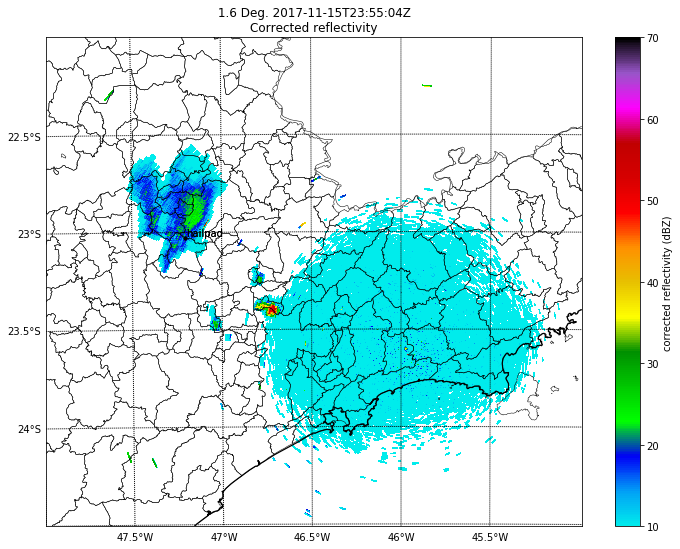 1.6 Deg. 2017-11-15T23:55:04Z
Corrected reflectivity
22.5°S
23°S
23.5°S
24°S
47.5°W
47°W
46.5°W
46°W
45.5°W
70
60
50
40
30
20
10
corrected reflectivity (dBZ)